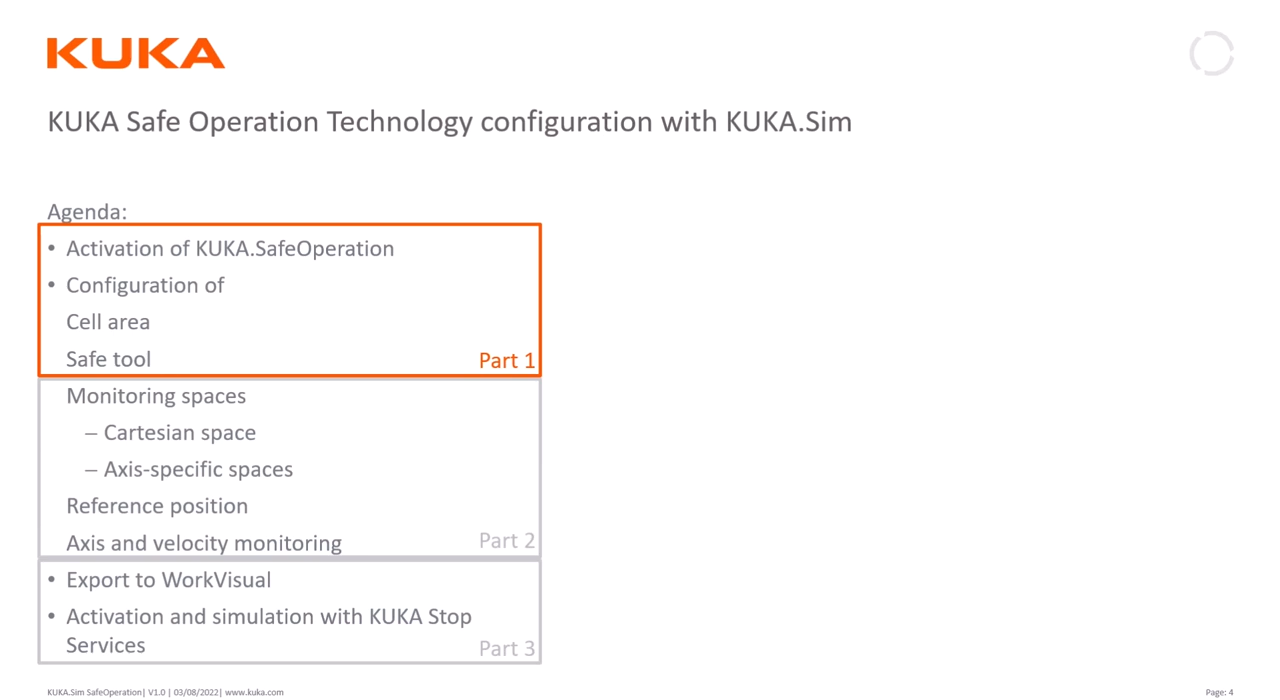 KUKA
KUKA Safe Operation Technology configuration with KUKA.Sim
Agenda:
• Activation of KUKA.SafeOperation
• Configuration of
Cell area
Safe tool
Part 1
Monitoring spaces
– Cartesian space
– Axis-specific spaces
Reference position
Axis and velocity monitoring
Part 2
• Export to WorkVisual
• Activation and simulation with KUKA Stop
Services
Part 3
KUKA.Sim SafeOperation| V1.0 | 03/08/2022| www.kuka.com
Page: 4